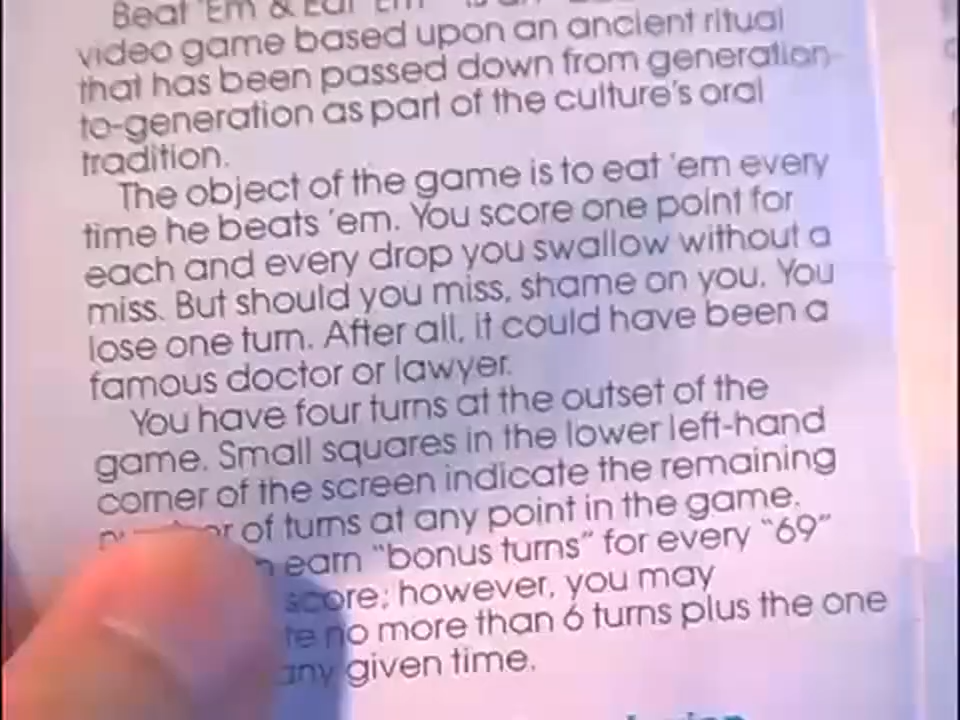 Beat 'Em & Eat 'Em" is an
video game based upon an ancient ritual
that has been passed down from generation-
to-generation as part of the culture's oral
tradition.
The object of the game is to eat 'em every
time he beats 'em. You score one point for
each and every drop you swallow without a
miss. But should you miss, shame on you. You
lose one turn. After all, it could have been a
famous doctor or lawyer.
You have four turns at the outset of the
game. Small squares in the lower left-hand
corner of the screen indicate the remaining
of turns at any point in the game.
earn "bonus turns" for every "69"
score; however, you may
no more than 6 turns plus the one
any given time.